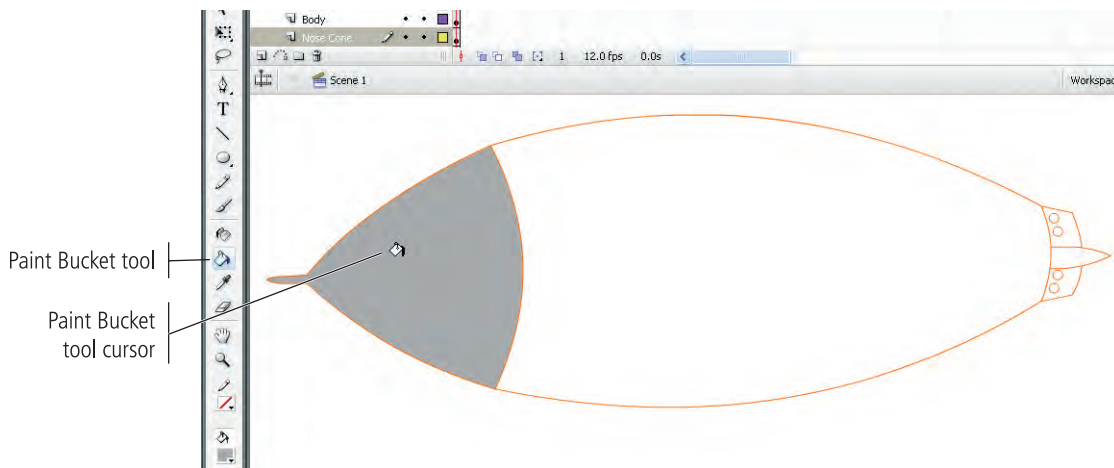 Body
Nose Cone
1 12.0 fps 0.0s
Scene 1
Workspac
T
Paint Bucket tool
Paint Bucket
tool cursor